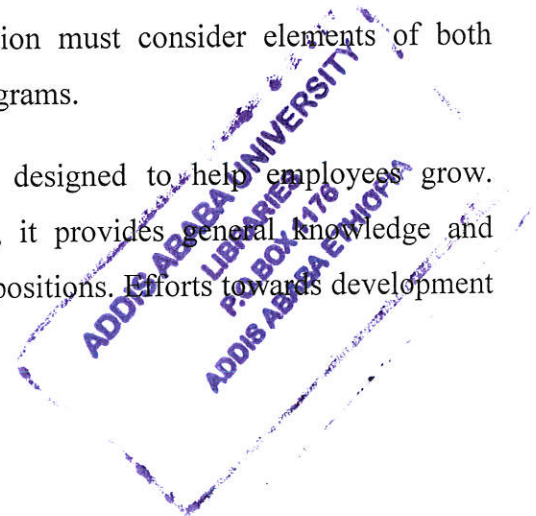 ion must consider elements of both
grams.
designed to help employees grow.
, it provides general knowledge and
positions. Efforts towards development
ADDIS ABABA UNIVERSITY
LIBRARIES
P.O.BOX 1176
ADDIS ABABA ETHIOPIA